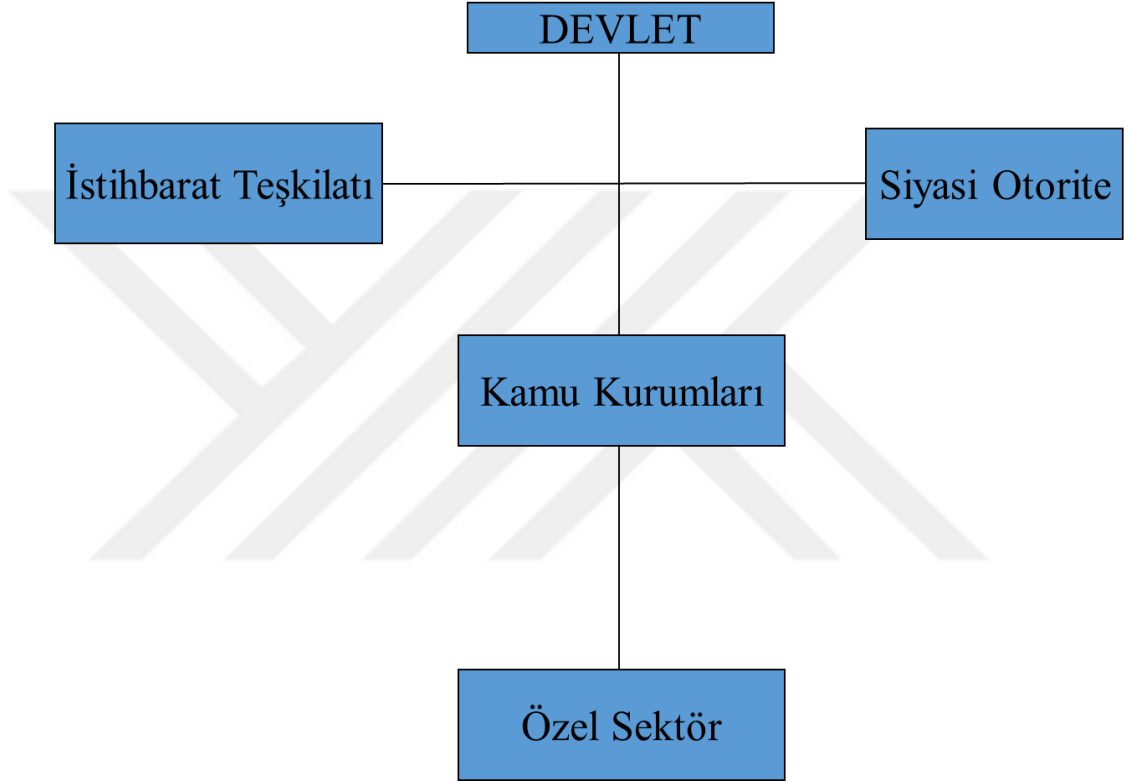 DEVLET
İstihbarat Teşkilatı
Siyasi Otorite
Kamu Kurumları
Özel Sektör